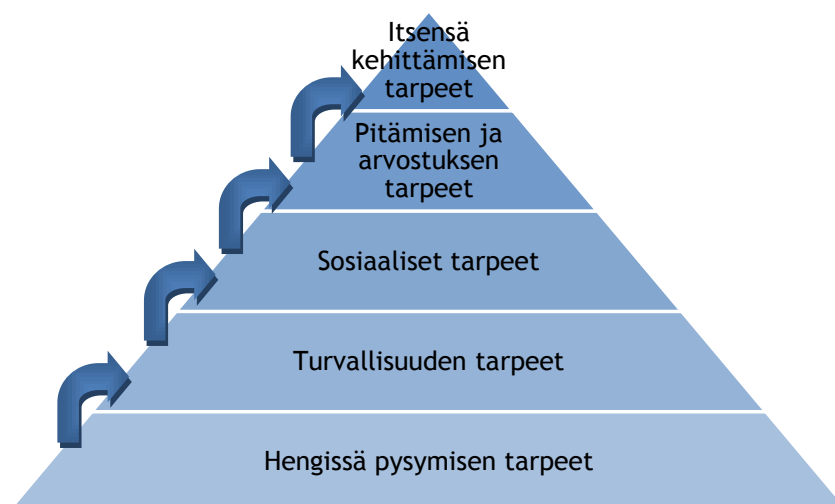 Itsensä
kehittämisen
tarpeet
Pitämisen ja
arvostuksen
tarpeet
Sosiaaliset tarpeet
Turvallisuuden tarpeet
Hengissä pysymisen tarpeet